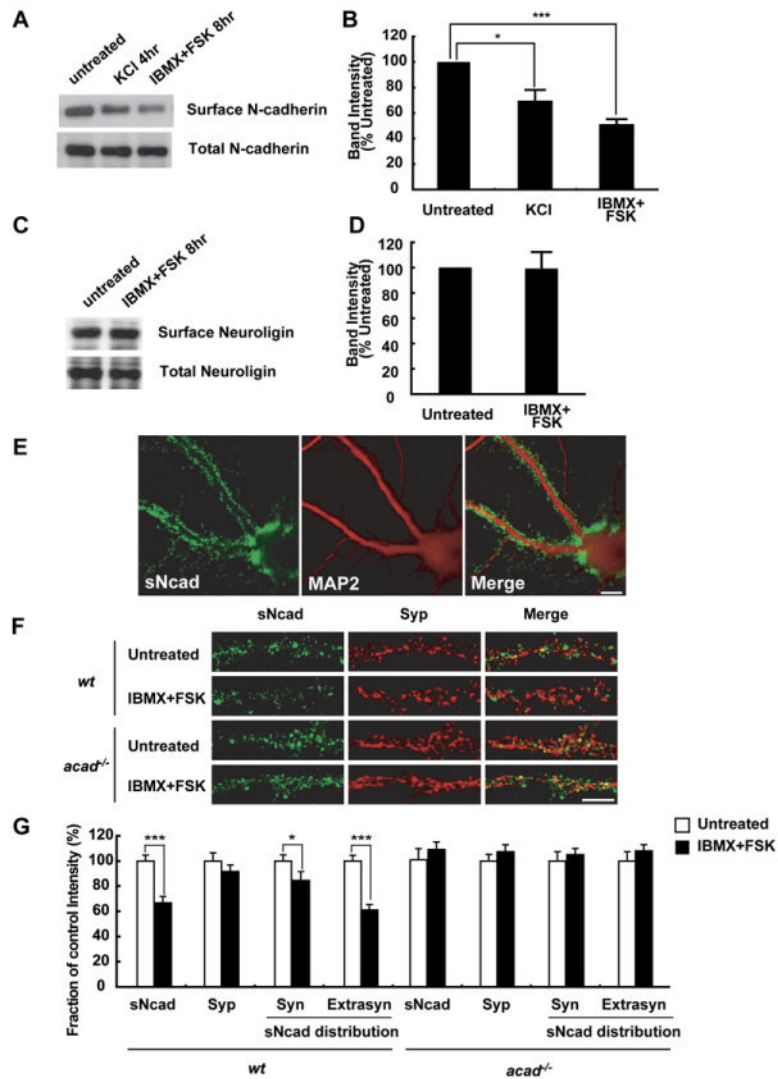 A
untreated
KCl 4hr
IBMX+FSK 8hr
Surface N-cadherin
Total N-cadherin
B
***
*
Band Intensity
(% Untreated)
120
100
80
60
40
20
0
Untreated
KCl
IBMX+
FSK
C
untreated
IBMX+FSK 8hr
Surface Neuroligin
Total Neuroligin
D
Band Intensity
(% Untreated)
120
100
80
60
40
20
0
Untreated
IBMX+
FSK
E
sNcad
MAP2
Merge
F
sNcad Syp Merge
wt
Untreated
IBMX+FSK
acad-/-
Untreated
IBMX+FSK
G
Untreated
IBMX+FSK
Fraction of control Intensity (%)
120
100
80
60
40
20
0
*** * ***
sNcad Syp Syn Extrasyn sNcad Syp Syn Extrasyn
sNcad distribution sNcad distribution
wt acad-/-